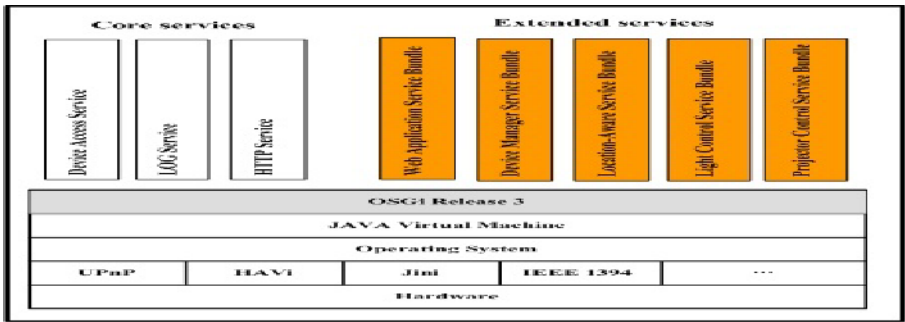 Core services
Extended services
Device Access Service
LOG Service
HTTP Service
Web Application Service Bundle
Device Manager Service Bundle
Location-Aware Service Bundle
Light Control Service Bundle
Projector Control Service Bundle
OSGi Release 3
JAVA Virtual Machine
Operating System
UPnP HAVi Jini IEEE 1394 ...
Hardware